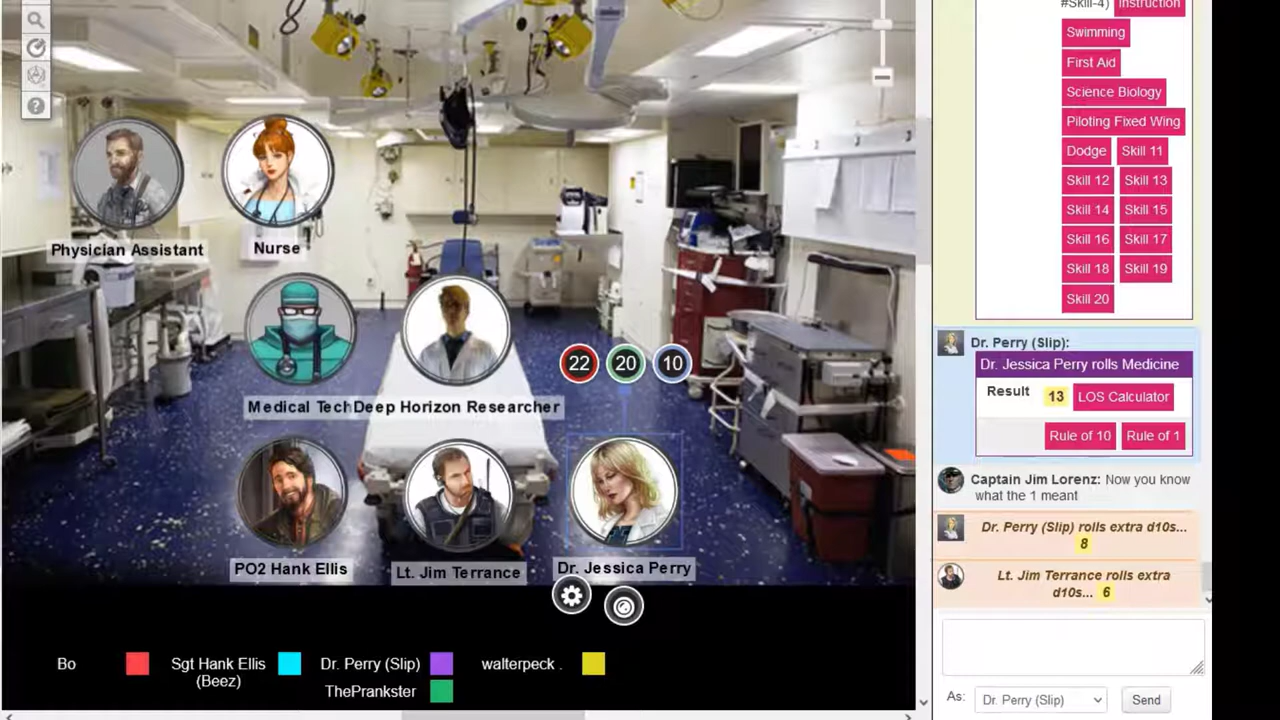 Physician Assistant
Nurse
22
20
10
Medical Tech
Deep Horizon Researcher
PO2 Hank Ellis
Lt. Jim Terrance
Dr. Jessica Perry
Bo
Sgt Hank Ellis
(Beez)
Dr. Perry (Slip)
walterpeck .
ThePrankster
#Skill-4)
Instruction
Swimming
First Aid
Science Biology
Piloting Fixed Wing
Dodge
Skill 11
Skill 12
Skill 13
Skill 14
Skill 15
Skill 16
Skill 17
Skill 18
Skill 19
Skill 20
Dr. Perry (Slip):
Dr. Jessica Perry rolls Medicine
Result
13
LOS Calculator
Rule of 10
Rule of 1
Captain Jim Lorenz: Now you know
what the 1 meant
Dr. Perry (Slip) rolls extra d10s...
8
Lt. Jim Terrance rolls extra
d10s... 6
As:
Dr. Perry (Slip)
Send